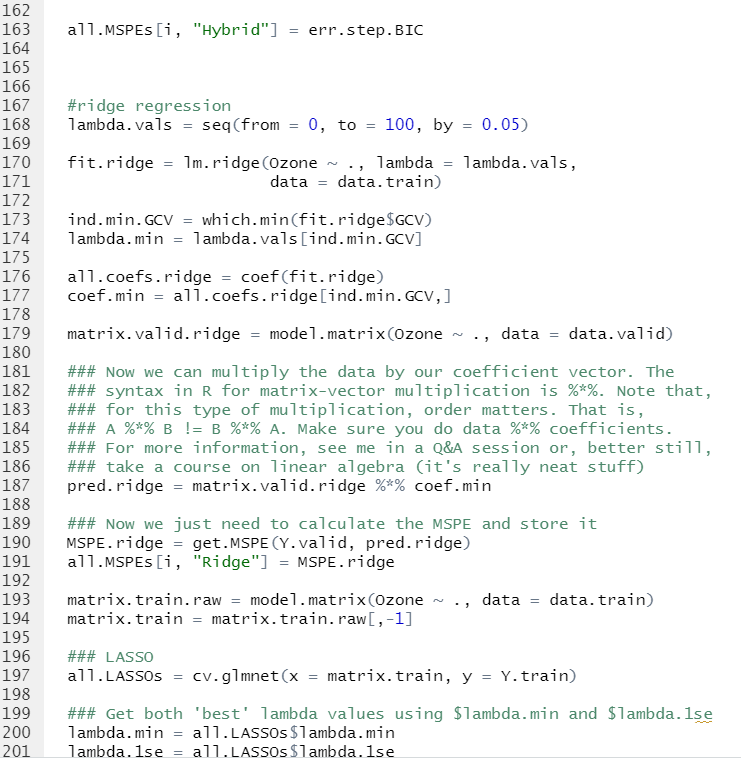 162
163 all.MSPEs[i, "Hybrid"] = err.step.BIC
164
165
166
167 #ridge regression
168 lambda.vals = seq(from = 0, to = 100, by = 0.05)
169
170 fit.ridge = lm.ridge(Ozone ~ ., lambda = lambda.vals,
171 data = data.train)
172
173 ind.min.GCV = which.min(fit.ridge$GCV)
174 lambda.min = lambda.vals[ind.min.GCV]
175
176 all.coefs.ridge = coef(fit.ridge)
177 coef.min = all.coefs.ridge[ind.min.GCV,]
178
179 matrix.valid.ridge = model.matrix(Ozone ~ ., data = data.valid)
180
181 ### Now we can multiply the data by our coefficient vector. The
182 ### syntax in R for matrix-vector multiplication is %*%. Note that,
183 ### for this type of multiplication, order matters. That is,
184 ### A %*% B != B %*% A. Make sure you do data %*% coefficients.
185 ### For more information, see me in a Q&A session or, better still,
186 ### take a course on linear algebra (it's really neat stuff)
187 pred.ridge = matrix.valid.ridge %*% coef.min
188
189 ### Now we just need to calculate the MSPE and store it
190 MSPE.ridge = get.MSPE(Y.valid, pred.ridge)
191 all.MSPEs[i, "Ridge"] = MSPE.ridge
192
193 matrix.train.raw = model.matrix(Ozone ~ ., data = data.train)
194 matrix.train = matrix.train.raw[,-1]
195
196 ### LASSO
197 all.LASSOs = cv.glmnet(x = matrix.train, y = Y.train)
198
199 ### Get both 'best' lambda values using $lambda.min and $lambda.1se
200 lambda.min = all.LASSOs$lambda.min
201 lambda.1se = all.LASSOs$lambda.1se